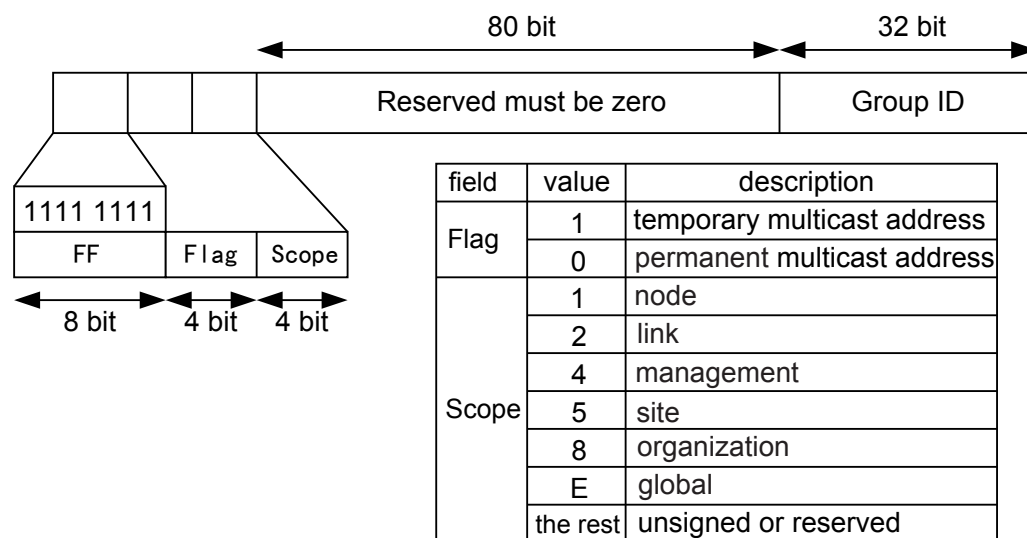 80 bit
32 bit
Reserved must be zero
Group ID
1111 1111
FF
Flag
Scope
8 bit
4 bit
4 bit
field value description
Flag
1 temporary multicast address
0 permanent multicast address
Scope
1 node
2 link
4 management
5 site
8 organization
E global
the rest unsigned or reserved